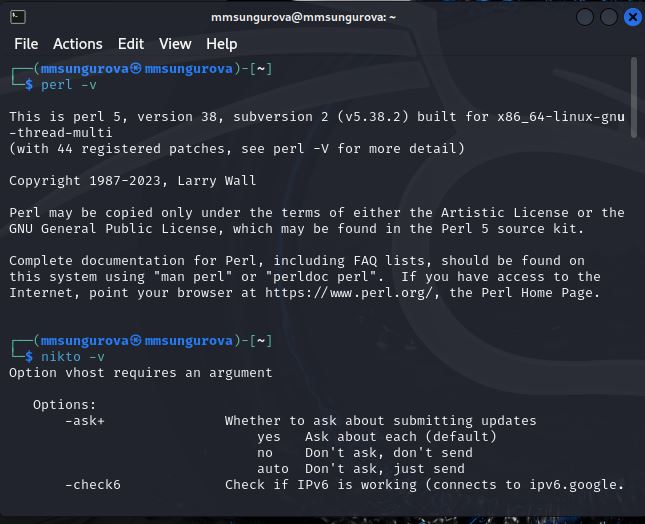 mmsungurova@mmsungurova: ~
File Actions Edit View Help
┌──(mmsungurova㉿mmsungurova)-[~]
└─$ perl -v
This is perl 5, version 38, subversion 2 (v5.38.2) built for x86_64-linux-gnu
-thread-multi
(with 44 registered patches, see perl -V for more detail)
Copyright 1987-2023, Larry Wall
Perl may be copied only under the terms of either the Artistic License or the
GNU General Public License, which may be found in the Perl 5 source kit.
Complete documentation for Perl, including FAQ lists, should be found on
this system using "man perl" or "perldoc perl".  If you have access to the
Internet, point your browser at https://www.perl.org/, the Perl Home Page.
┌──(mmsungurova㉿mmsungurova)-[~]
└─$ nikto -v
Option vhost requires an argument
   Options:
       -ask+               Whether to ask about submitting updates
                               yes   Ask about each (default)
                               no    Don't ask, don't send
                               auto  Don't ask, just send
       -check6             Check if IPv6 is working (connects to ipv6.google.